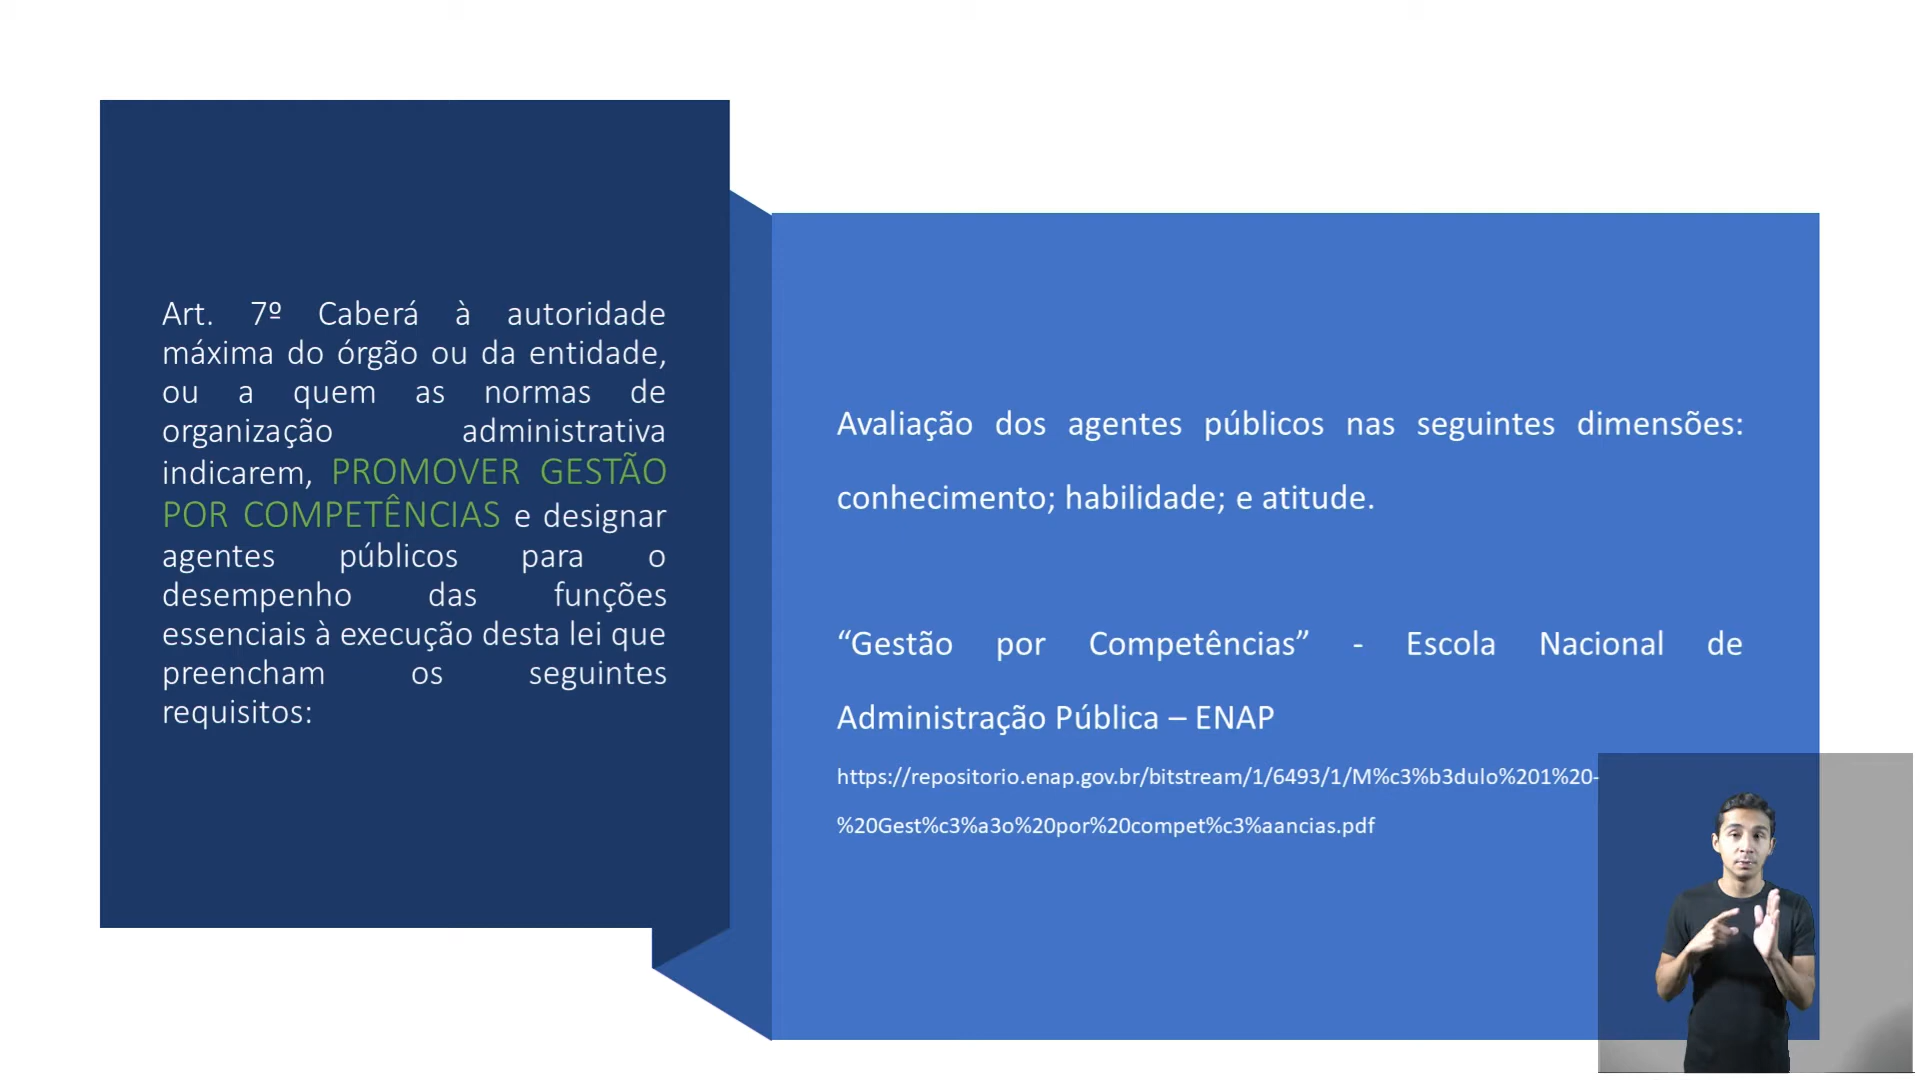 Art. 7º Caberá à autoridade
máxima do órgão ou da entidade,
ou a quem as normas de
organização administrativa
indicarem, PROMOVER GESTÃO
POR COMPETÊNCIAS e designar
agentes públicos para o
desempenho das funções
essenciais à execução desta lei que
preencham os seguintes
requisitos:
Avaliação dos agentes públicos nas seguintes dimensões:
conhecimento; habilidade; e atitude.
“Gestão por Competências” - Escola Nacional de
Administração Pública – ENAP
https://repositorio.enap.gov.br/bitstream/1/6493/1/M%c3%b3dulo%201%20-
%20Gest%c3%a3o%20por%20compet%c3%aancias.pdf